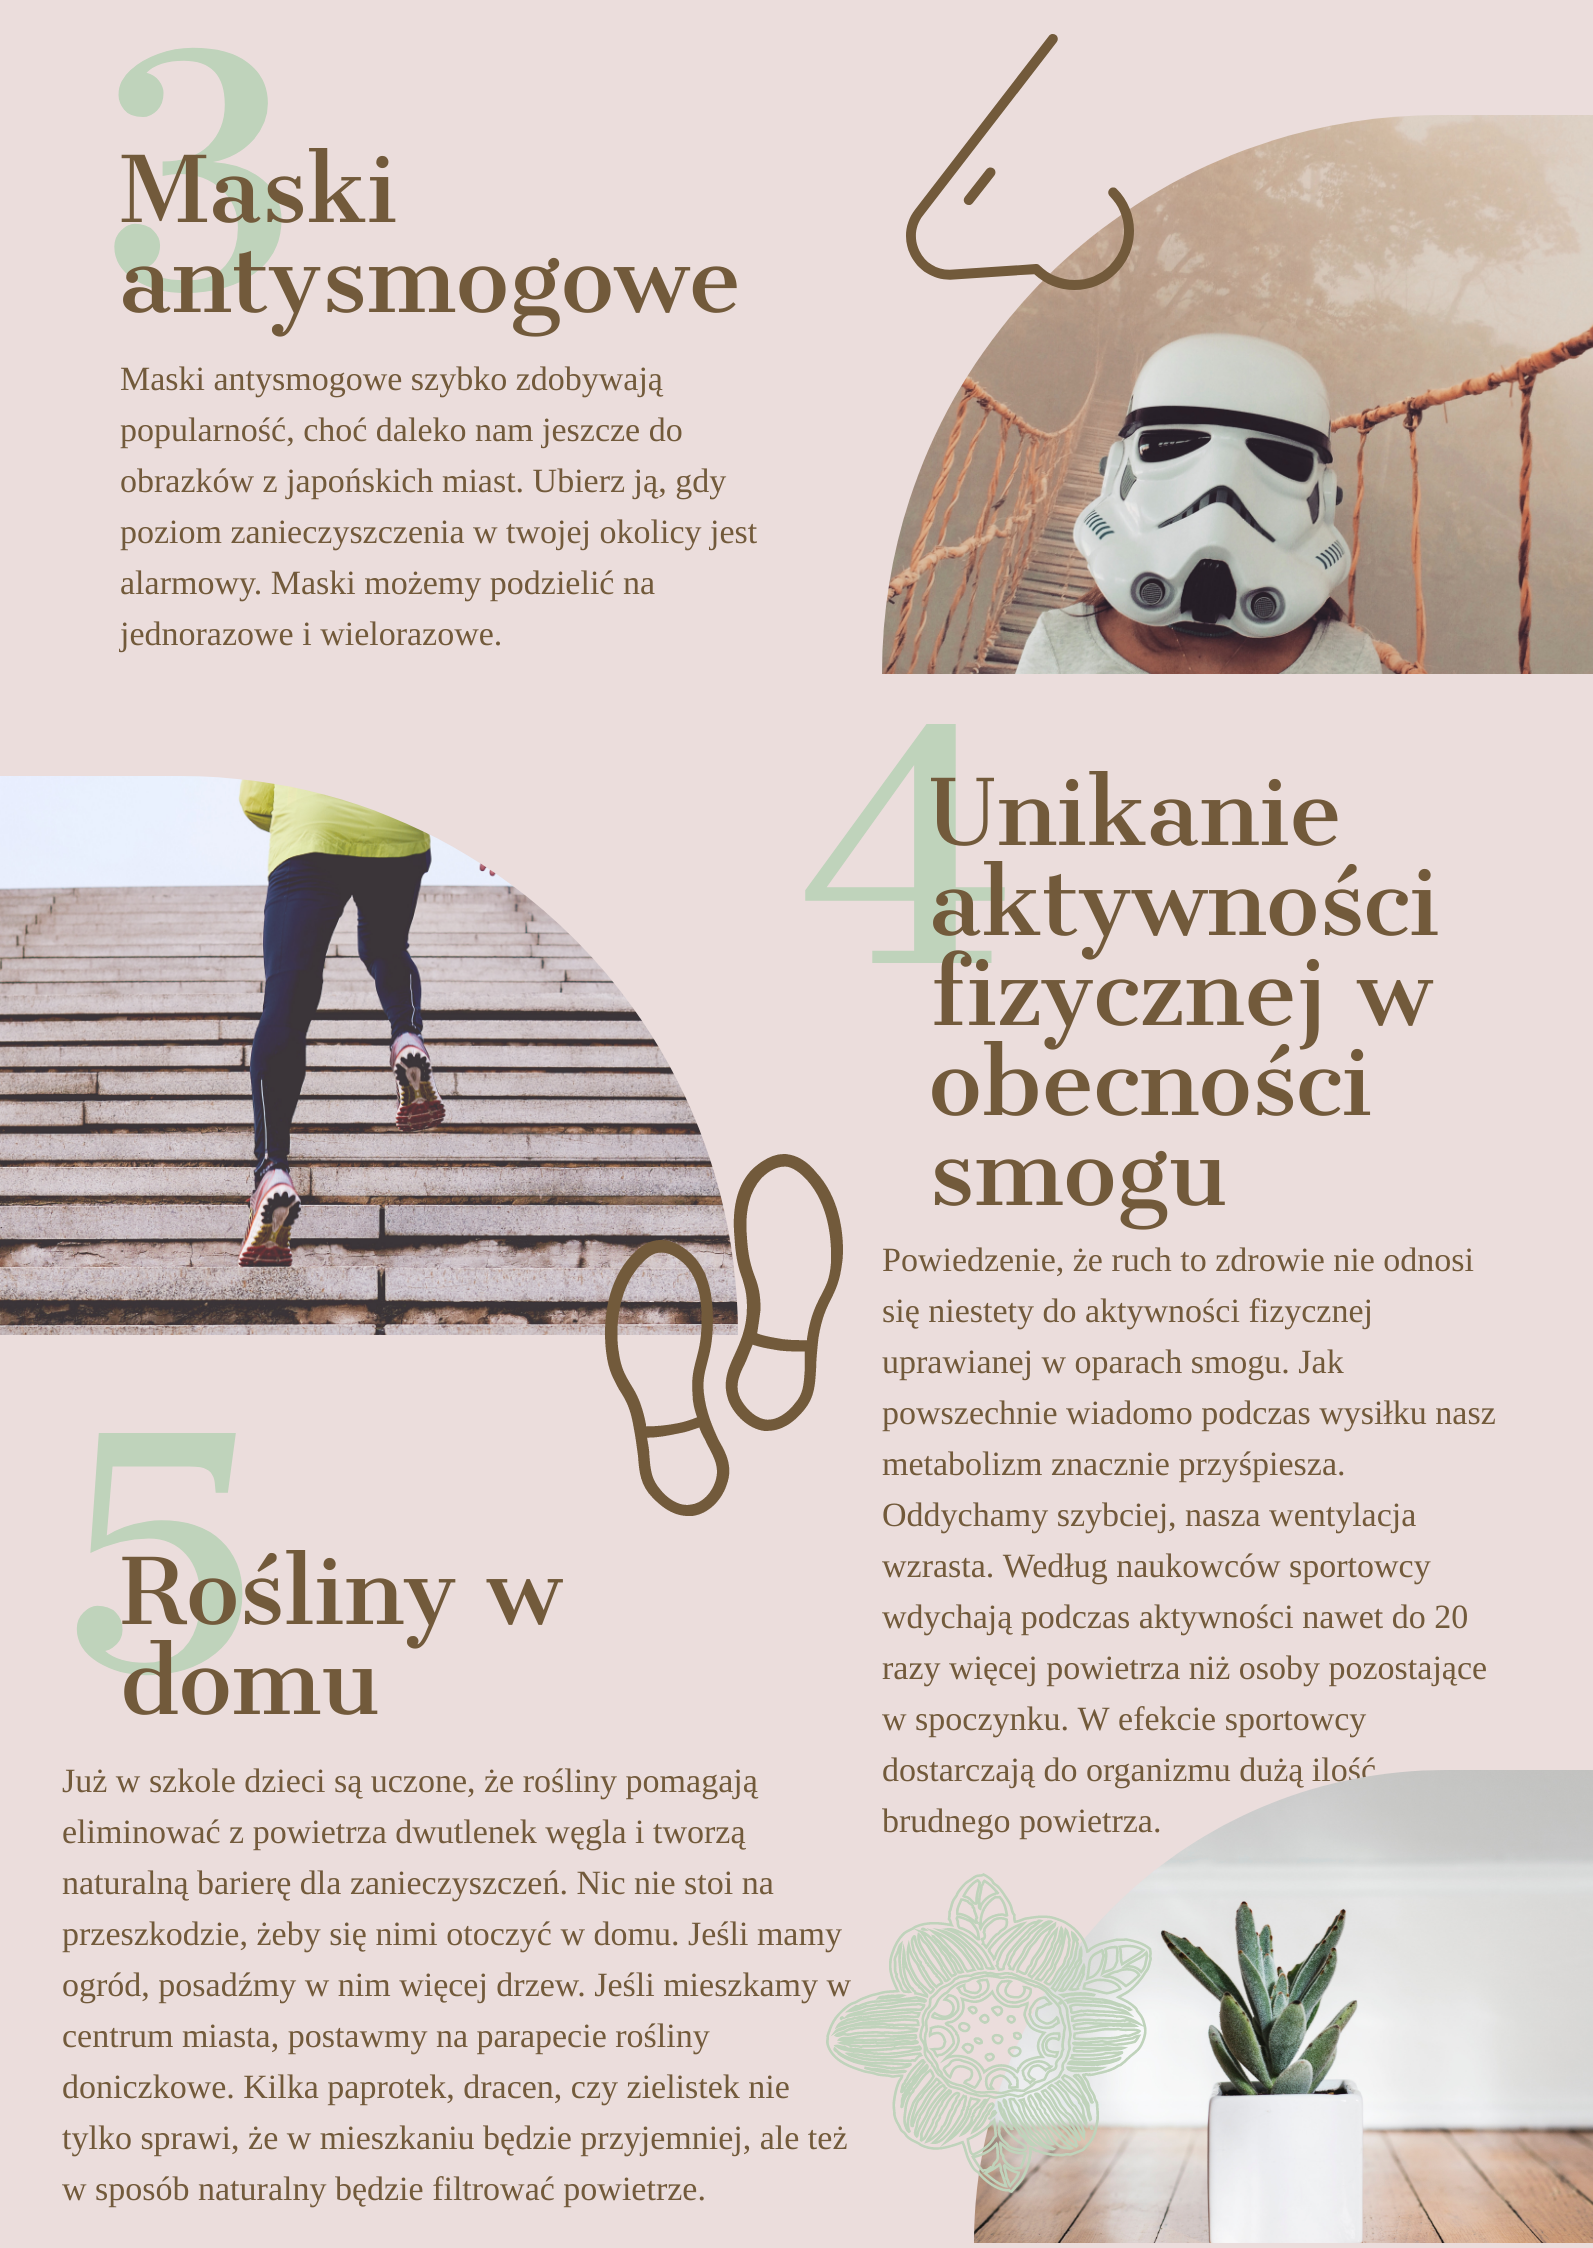 3
Maski
antysmogowe
Maski antysmogowe szybko zdobywają
popularność, choć daleko nam jeszcze do
obrazków z japońskich miast. Ubierz ją, gdy
poziom zanieczyszczenia w twojej okolicy jest
alarmowy. Maski możemy podzielić na
jednorazowe i wielorazowe.
4
Unikanie
aktywności
fizycznej w
obecności
smogu
Powiedzenie, że ruch to zdrowie nie odnosi
się niestety do aktywności fizycznej
uprawianej w oparach smogu. Jak
powszechnie wiadomo podczas wysiłku nasz
metabolizm znacznie przyśpiesza.
Oddychamy szybciej, nasza wentylacja
wzrasta. Według naukowców sportowcy
wdychają podczas aktywności nawet do 20
razy więcej powietrza niż osoby pozostające
w spoczynku. W efekcie sportowcy
dostarczają do organizmu dużą ilość
brudnego powietrza.
5
Rośliny w
domu
Już w szkole dzieci są uczone, że rośliny pomagają
eliminować z powietrza dwutlenek węgla i tworzą
naturalną barierę dla zanieczyszczeń. Nic nie stoi na
przeszkodzie, żeby się nimi otoczyć w domu. Jeśli mamy
ogród, posadźmy w nim więcej drzew. Jeśli mieszkamy w
centrum miasta, postawmy na parapecie rośliny
doniczkowe. Kilka paprotek, dracen, czy zielistek nie
tylko sprawi, że w mieszkaniu będzie przyjemniej, ale też
w sposób naturalny będzie filtrować powietrze.